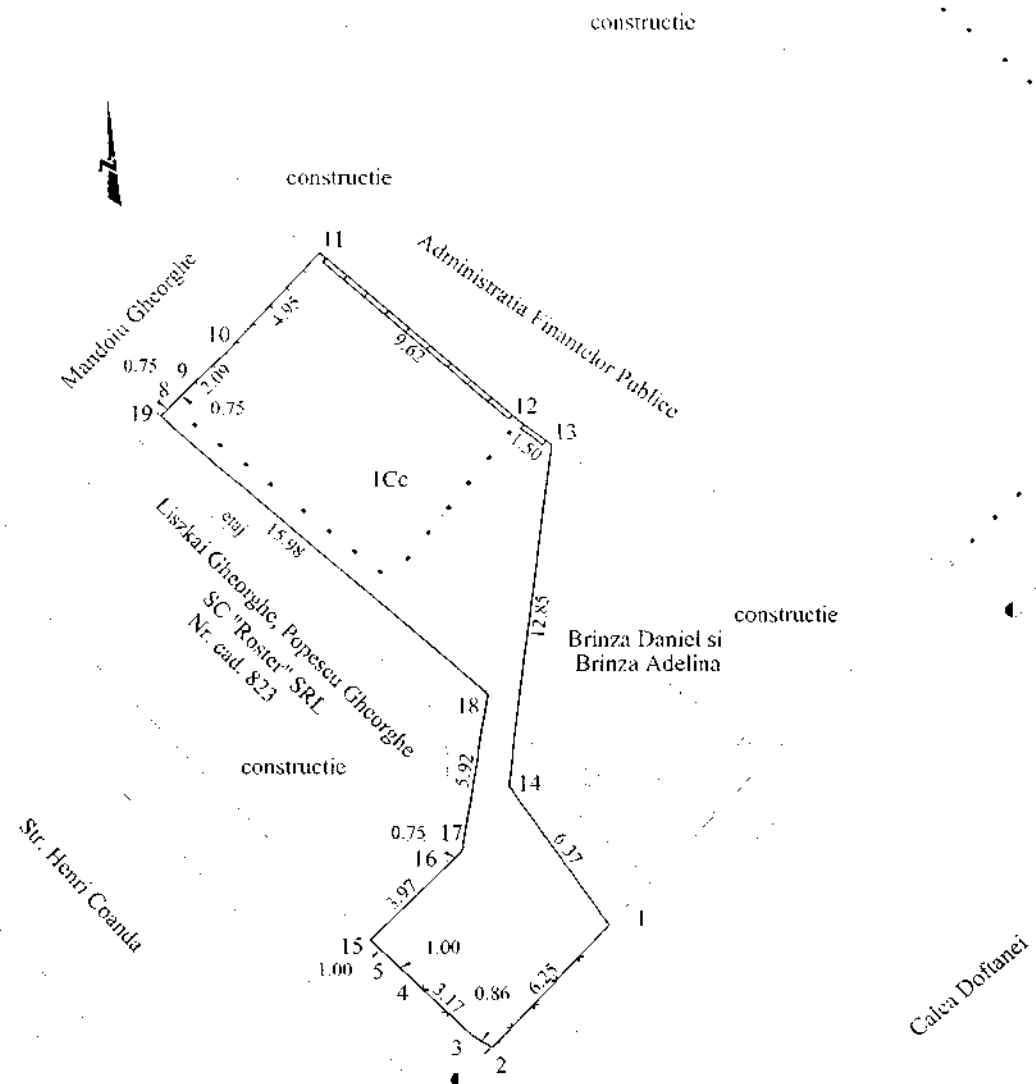 constructie
N
constructie
11
Administratia Finantelor Publice
Mandoiu Gheorghe
4.95
10
9.62
0.75
9
2.09
8
19
0.75
12
13
1.50
1Cc
etaj
15.98
Liszkai Gheorghe, Popescu Gheorghe
SC "Roster" SRL
Nr. cad. 823
12.85
constructie
Brinza Daniel si
Brinza Adelina
18
5.92
constructie
14
0.75
17
16
6.37
3.97
Str. Henri Coanda
1
15
1.00
1.00
5
4
3.17
0.86
6.25
Calea Doftanei
3
2